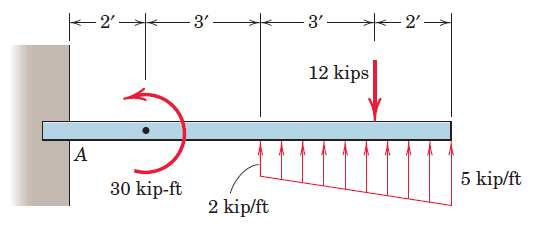 2′ 3′ 3′ 2′
12 kips
A
30 kip-ft
5 kip/ft
2 kip/ft